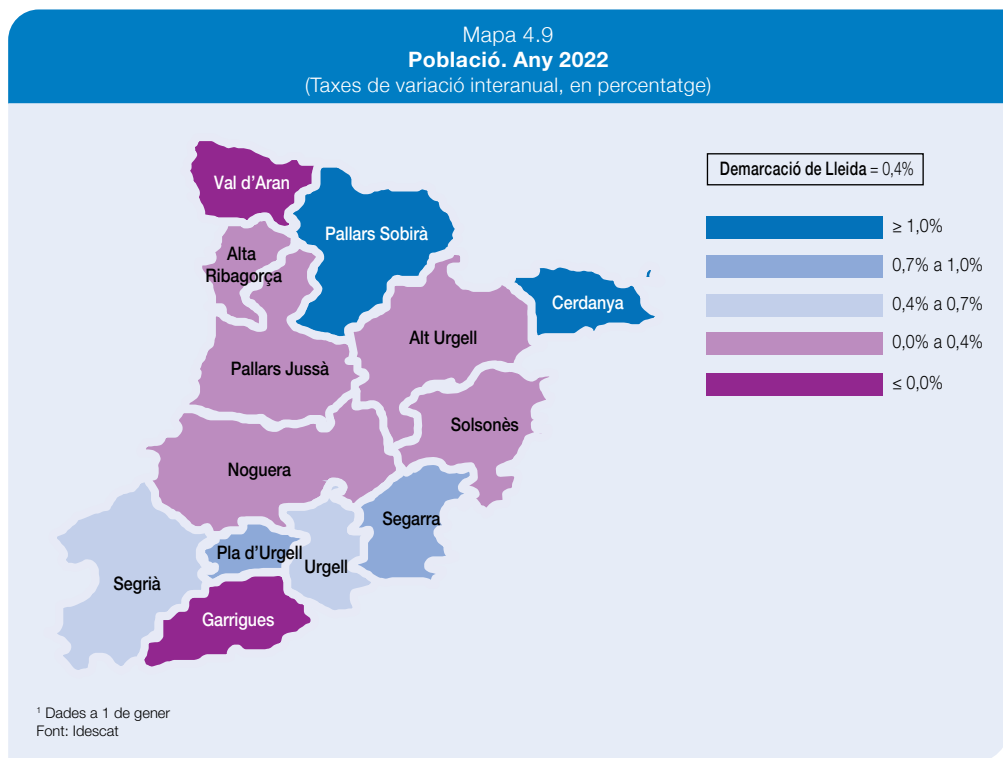 Mapa 4.9
Població. Any 2022
(Taxes de variació interanual, en percentatge)
Demarcació de Lleida = 0,4%
≥ 1,0%
0,7% a 1,0%
0,4% a 0,7%
0,0% a 0,4%
≤ 0,0%
Val d'Aran
Pallars Sobirà
Alta
Ribagorça
Cerdanya
Alt Urgell
Pallars Jussà
Solsonès
Noguera
Segarra
Pla d'Urgell
Urgell
Segrià
Garrigues
¹ Dades a 1 de gener
Font: Idescat